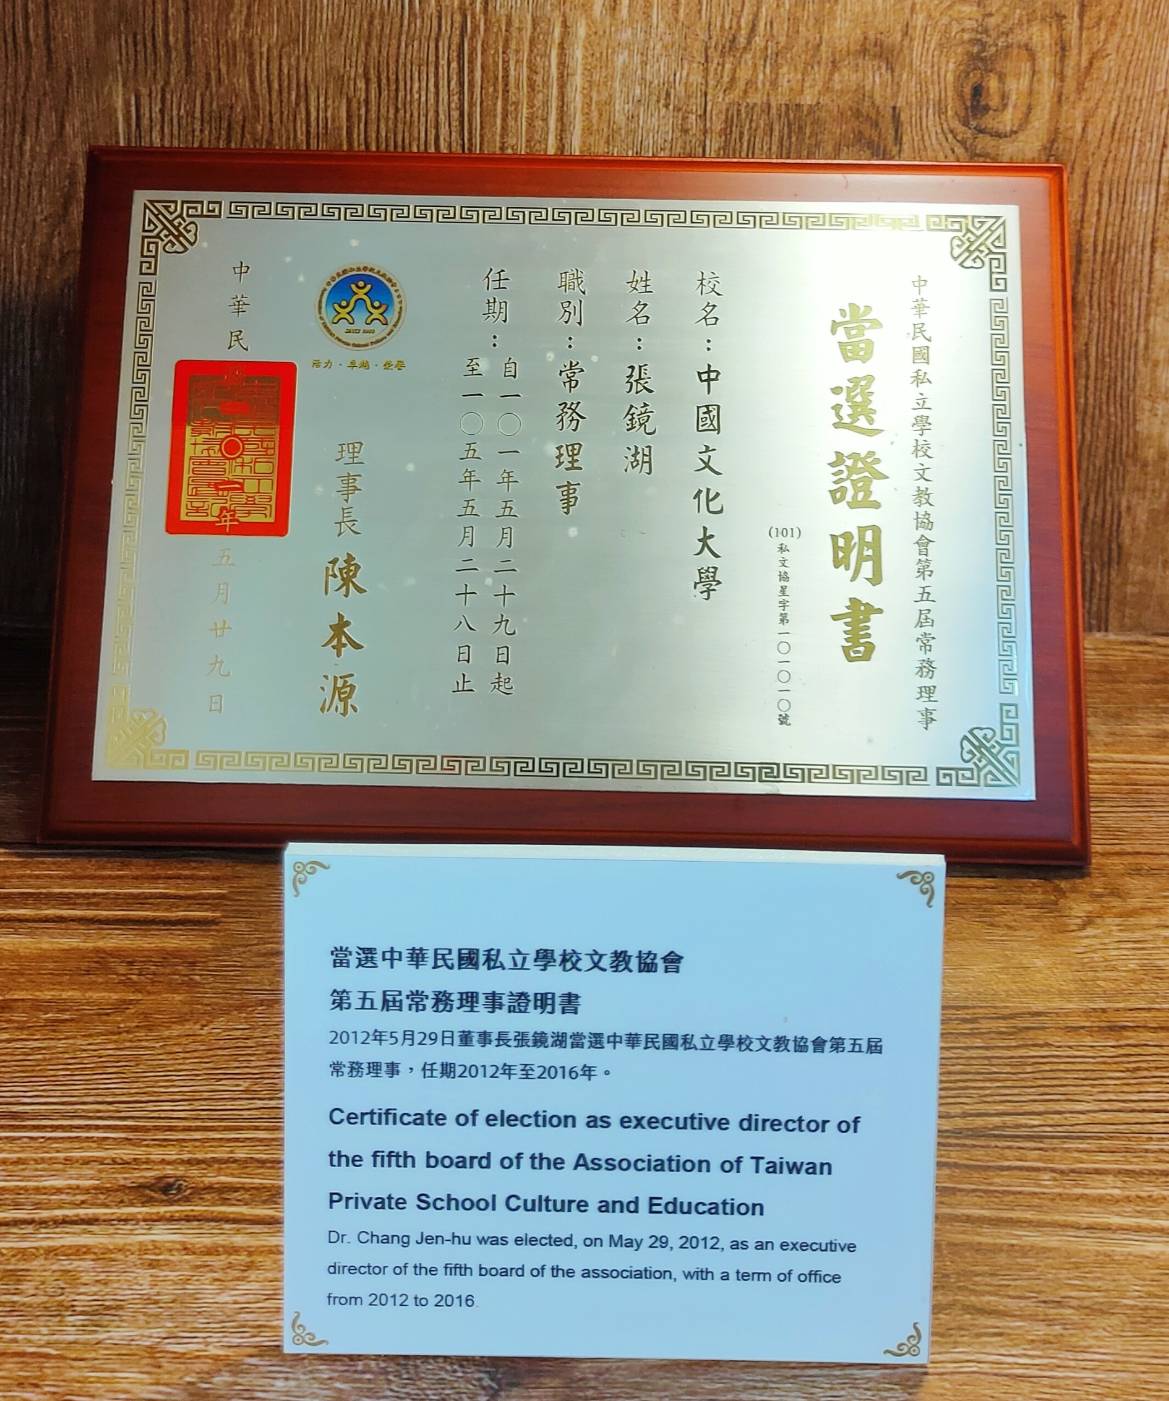 中華民國私立學校文教協會第五屆常務理事
當選證明書
(101)私文協星字第一〇一〇一〇號
校名：中國文化大學
姓名：張鏡湖
職別：常務理事
任期：自一〇一年五月二十九日起
至一〇五年五月二十八日止
活力·卓越·榮譽
理事長 陳本源
中華民國一〇一年五月廿九日
當選中華民國私立學校文教協會
第五屆常務理事證明書
2012年5月29日董事長張鏡湖當選中華民國私立學校文教協會第五屆
常務理事，任期2012年至2016年。
Certificate of election as executive director of
the fifth board of the Association of Taiwan
Private School Culture and Education
Dr. Chang Jen-hu was elected, on May 29, 2012, as an executive
director of the fifth board of the association, with a term of office
from 2012 to 2016.